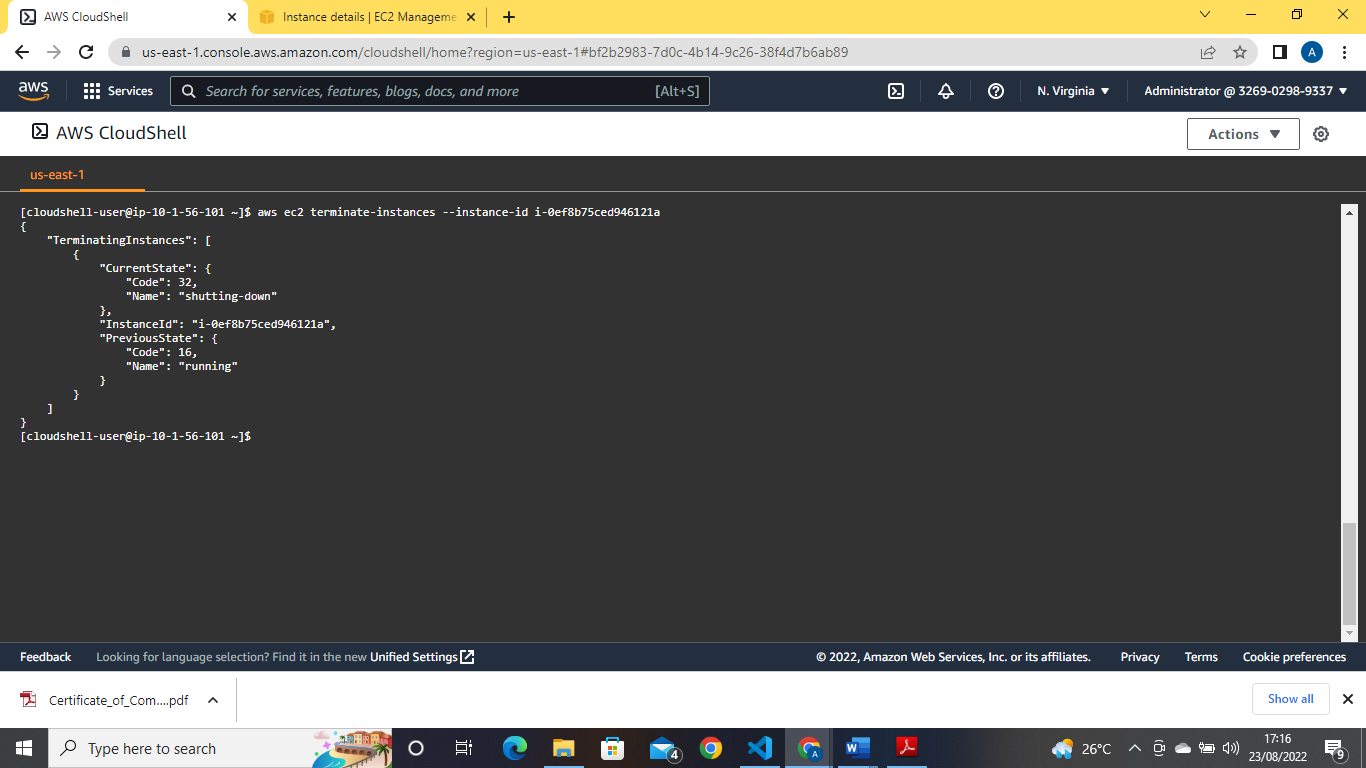 AWS CloudShell
Instance details | EC2 Manageme
us-east-1.console.aws.amazon.com/cloudshell/home?region=us-east-1#bf2b2983-7d0c-4b14-9c26-38f4d7b6ab89
A
aws
Services
Search for services, features, blogs, docs, and more
[Alt+S]
N. Virginia
Administrator @ 3269-0298-9337
AWS CloudShell
Actions
us-east-1
[cloudshell-user@ip-10-1-56-101 ~]$ aws ec2 terminate-instances --instance-id i-0ef8b75ced946121a
{
    "TerminatingInstances": [
        {
            "CurrentState": {
                "Code": 32,
                "Name": "shutting-down"
            },
            "InstanceId": "i-0ef8b75ced946121a",
            "PreviousState": {
                "Code": 16,
                "Name": "running"
            }
        }
    ]
}
[cloudshell-user@ip-10-1-56-101 ~]$
Feedback
Looking for language selection? Find it in the new Unified Settings
© 2022, Amazon Web Services, Inc. or its affiliates.
Privacy
Terms
Cookie preferences
Certificate_of_Com....pdf
Show all
Type here to search
4
A
26°C
17:16
23/08/2022
9